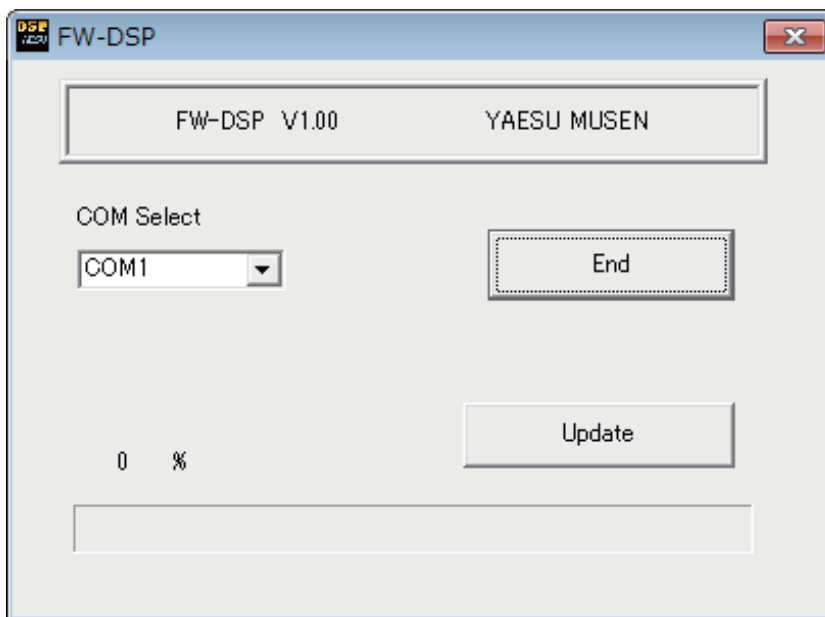 FW-DSP
FW-DSP V1.00 YAESU MUSEN
COM Select
COM1
End
Update
0 %